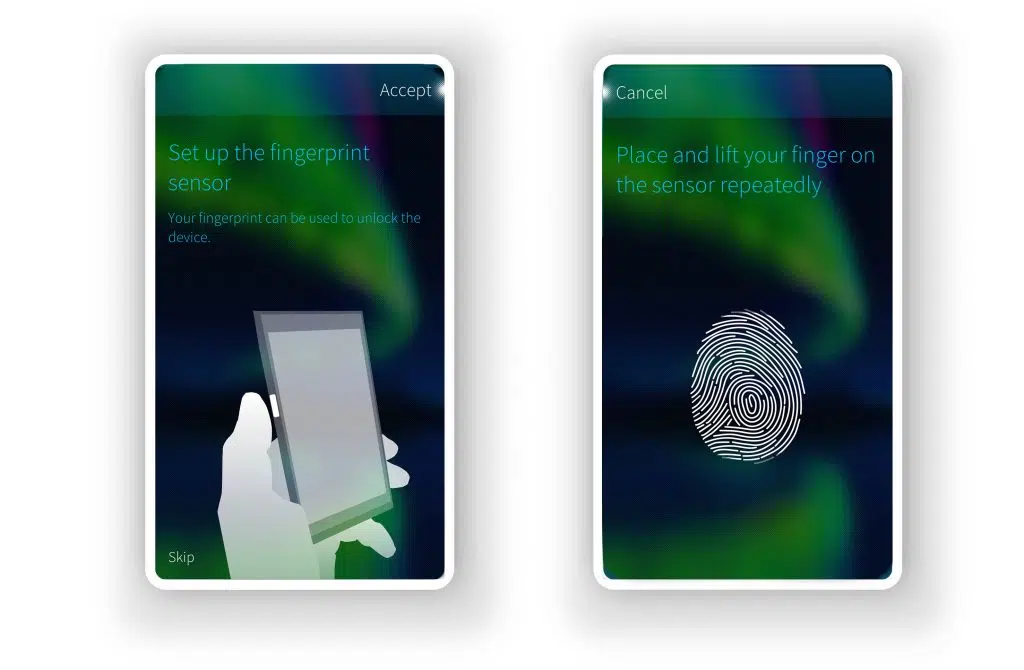 Accept
Set up the fingerprint
sensor
Your fingerprint can be used to unlock the
device.
Skip
Cancel
Place and lift your finger on
the sensor repeatedly